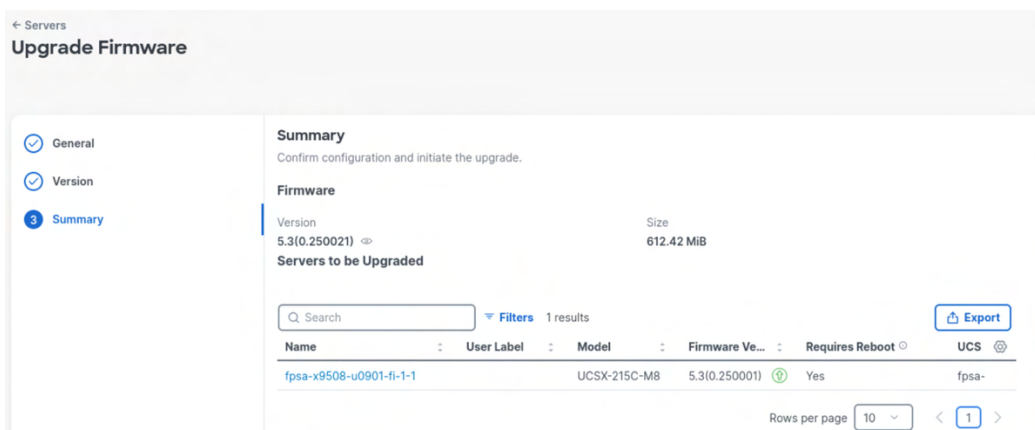 ← Servers
Upgrade Firmware
General
Version
3 Summary
Summary
Confirm configuration and initiate the upgrade.
Firmware
Version Size
5.3(0.250021) 612.42 MiB
Servers to be Upgraded
Search Filters 1 results Export
Name User Label Model Firmware Ve... Requires Reboot UCS
fpsa-x9508-u0901-fi-1-1 UCSX-215C-M8 5.3(0.250001) Yes fpsa-
Rows per page 10 1